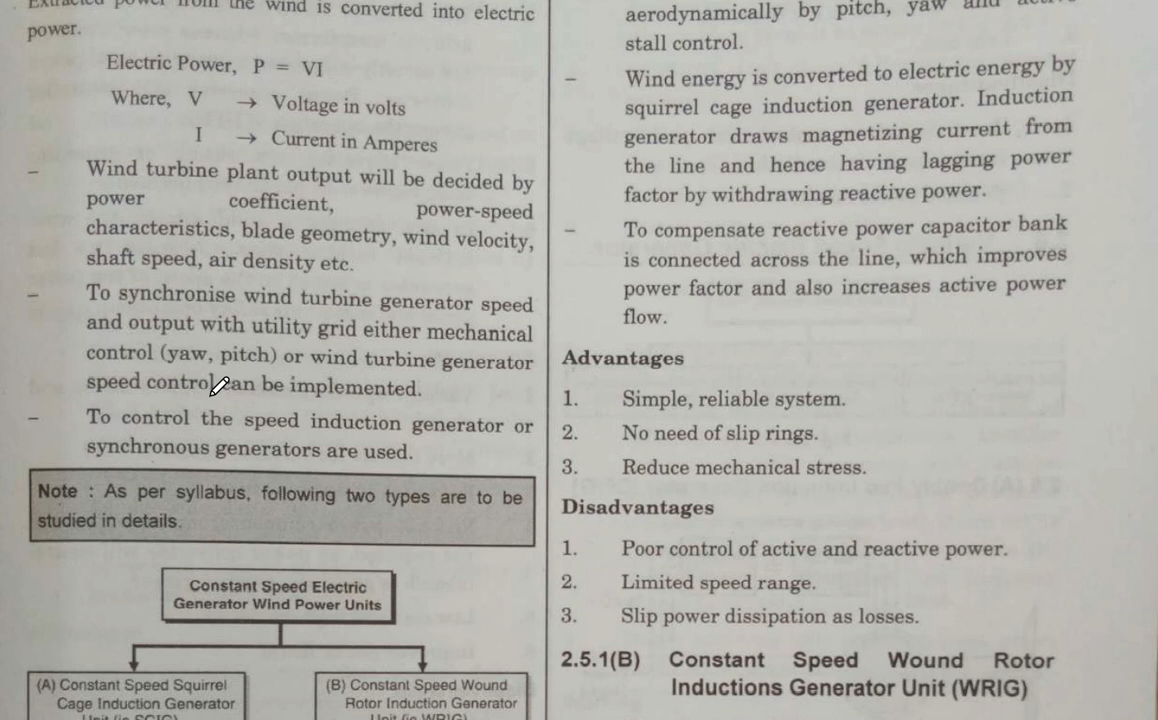 Extracted power from the wind is converted into electric
power.
Electric Power, P = VI
Where, V → Voltage in volts
I → Current in Amperes
– Wind turbine plant output will be decided by
power coefficient, power-speed
characteristics, blade geometry, wind velocity,
shaft speed, air density etc.
– To synchronise wind turbine generator speed
and output with utility grid either mechanical
control (yaw, pitch) or wind turbine generator
speed control can be implemented.
– To control the speed induction generator or
synchronous generators are used.
Note : As per syllabus, following two types are to be
studied in details.
Constant Speed Electric
Generator Wind Power Units
(A) Constant Speed Squirrel
Cage Induction Generator
Unit (ie SCIG)
(B) Constant Speed Wound
Rotor Induction Generator
Unit (ie WRIG)
aerodynamically by pitch, yaw and active
stall control.
– Wind energy is converted to electric energy by
squirrel cage induction generator. Induction
generator draws magnetizing current from
the line and hence having lagging power
factor by withdrawing reactive power.
– To compensate reactive power capacitor bank
is connected across the line, which improves
power factor and also increases active power
flow.
Advantages
1. Simple, reliable system.
2. No need of slip rings.
3. Reduce mechanical stress.
Disadvantages
1. Poor control of active and reactive power.
2. Limited speed range.
3. Slip power dissipation as losses.
2.5.1(B) Constant Speed Wound Rotor
Inductions Generator Unit (WRIG)